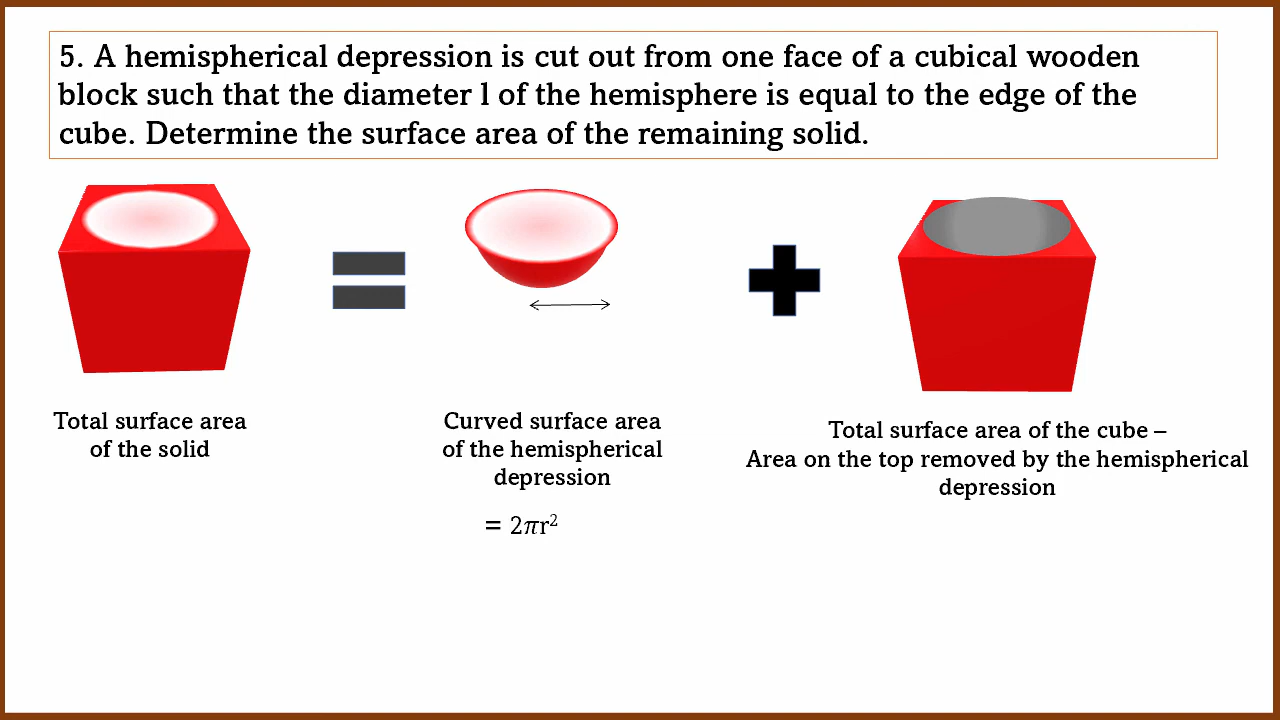 5. A hemispherical depression is cut out from one face of a cubical wooden
block such that the diameter l of the hemisphere is equal to the edge of the
cube. Determine the surface area of the remaining solid.
Total surface area
of the solid
Curved surface area
of the hemispherical
depression
= 2πr²
Total surface area of the cube –
Area on the top removed by the hemispherical
depression